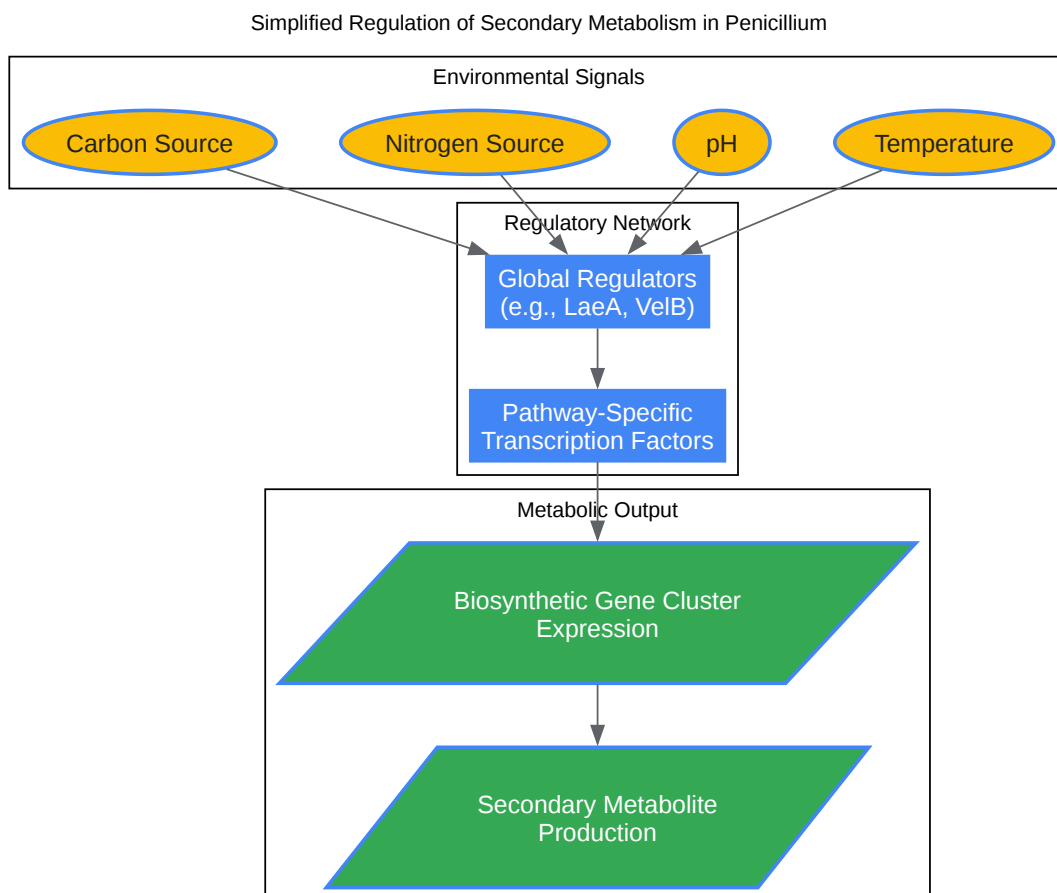 Simplified Regulation of Secondary Metabolism in Penicillium
Environmental Signals
Carbon Source
Nitrogen Source
pH
Temperature
Regulatory Network
Global Regulators
(e.g., LaeA, VelB)
Pathway-Specific
Transcription Factors
Metabolic Output
Biosynthetic Gene Cluster
Expression
Secondary Metabolite
Production